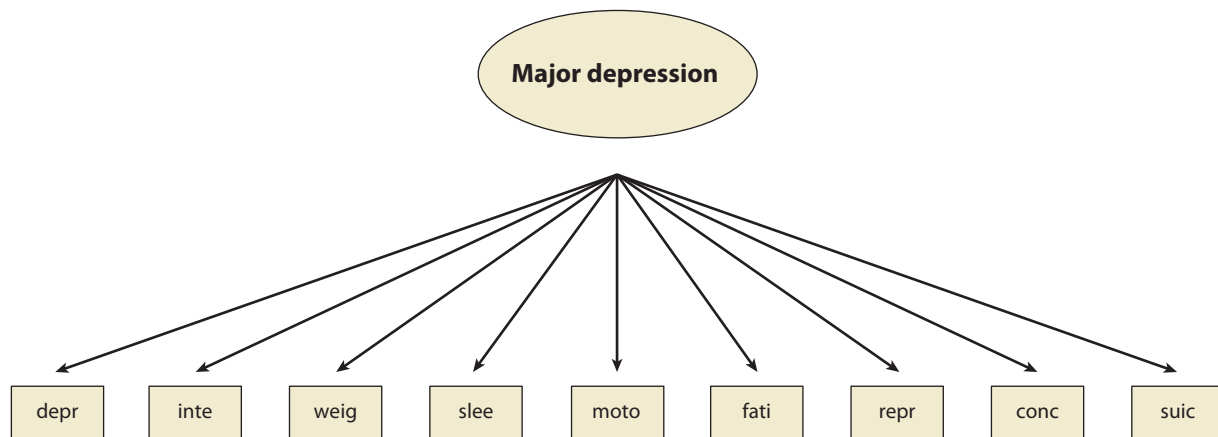 Major depression
depr inte weig slee moto fati repr conc suic